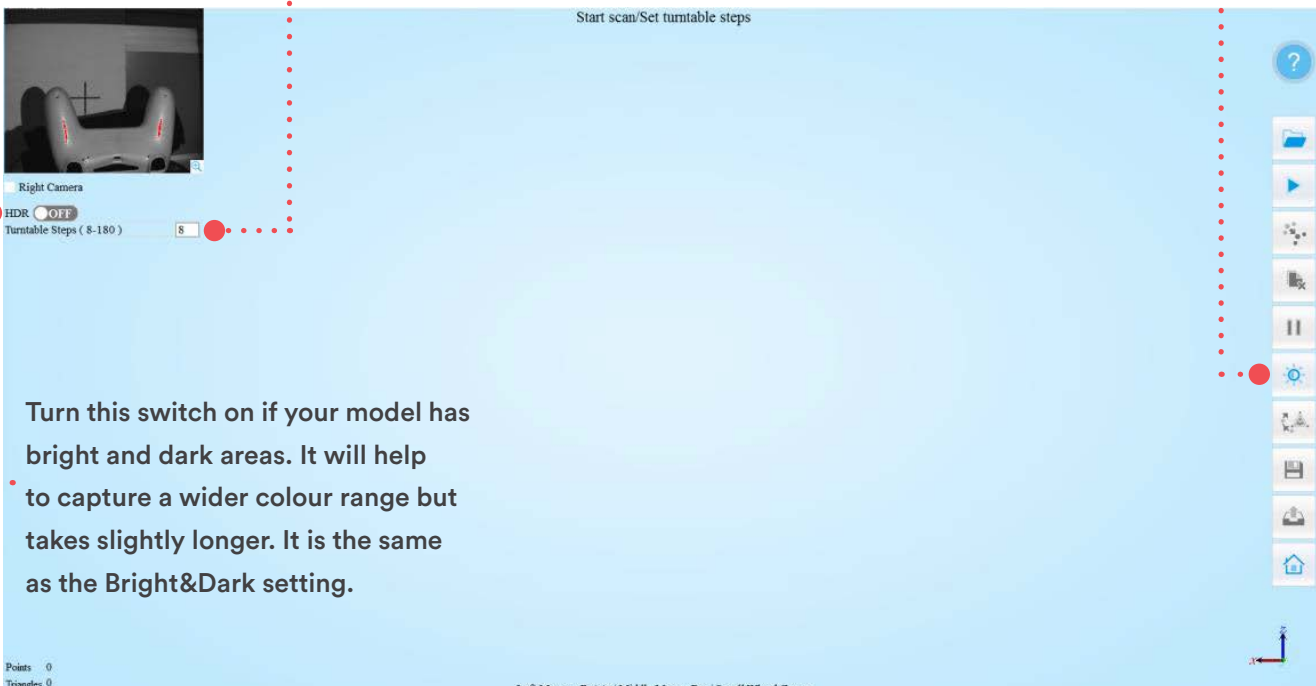 Start scan/Set turntable steps
?
Right Camera
HDR OFF
Turntable Steps ( 8-180 ) 8
Turn this switch on if your model has
bright and dark areas. It will help
to capture a wider colour range but
takes slightly longer. It is the same
as the Bright&Dark setting.
Z
X
Points 0
Triangles 0